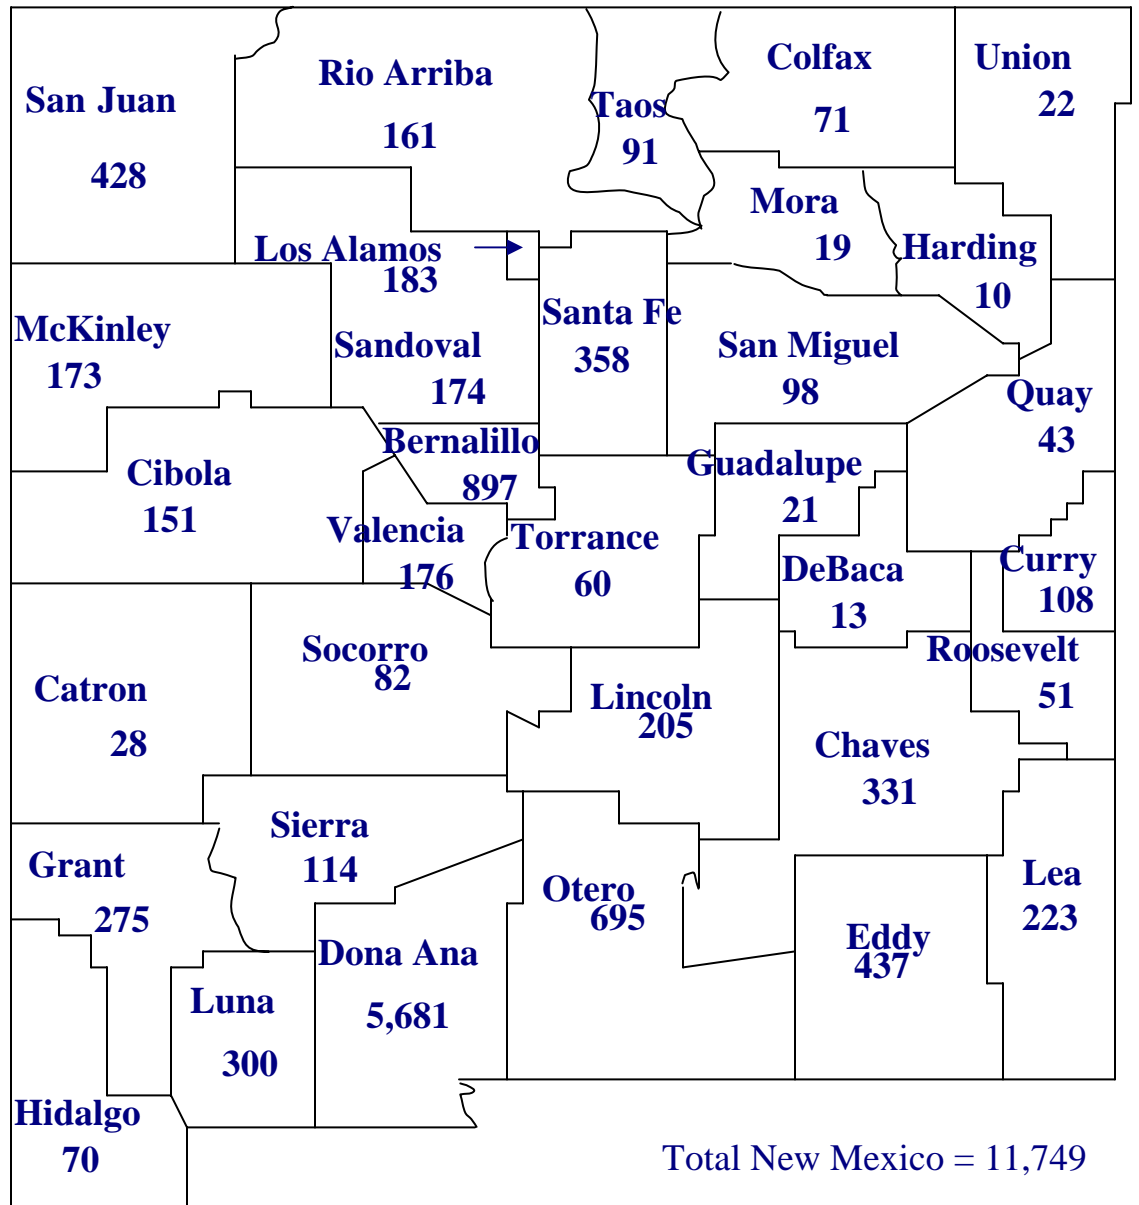 San Juan
428
Rio Arriba
161
Taos
91
Colfax
71
Union
22
Mora
19
Harding
10
Los Alamos
183
McKinley
173
Sandoval
174
Santa Fe
358
San Miguel
98
Quay
43
Cibola
151
Bernalillo
897
Guadalupe
21
Valencia
176
Torrance
60
DeBaca
13
Curry
108
Roosevelt
51
Catron
28
Socorro
82
Lincoln
205
Chaves
331
Grant
275
Sierra
114
Otero
695
Eddy
437
Lea
223
Luna
300
Dona Ana
5,681
Hidalgo
70
Total New Mexico = 11,749